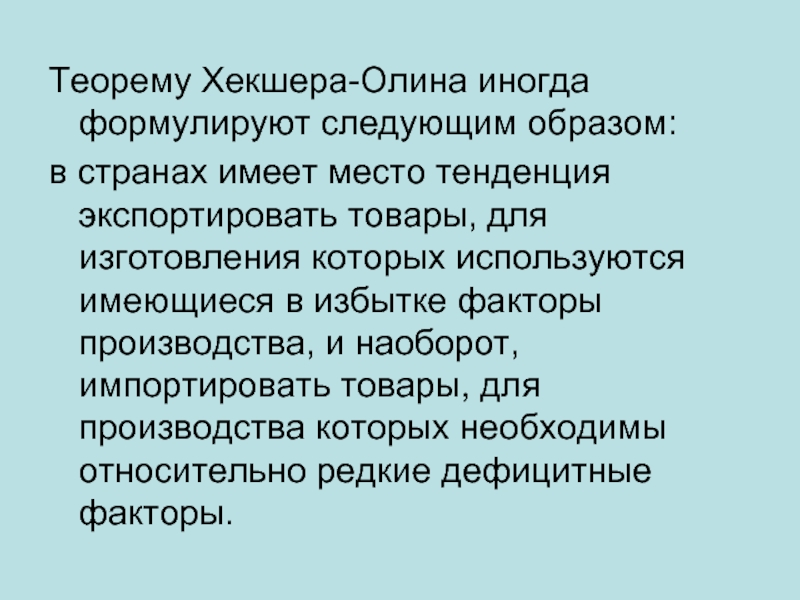 Теорему Хекшера-Олина иногда
формулируют следующим образом:
в странах имеет место тенденция
экспортировать товары, для
изготовления которых используются
имеющиеся в избытке факторы
производства, и наоборот,
импортировать товары, для
производства которых необходимы
относительно редкие дефицитные
факторы.